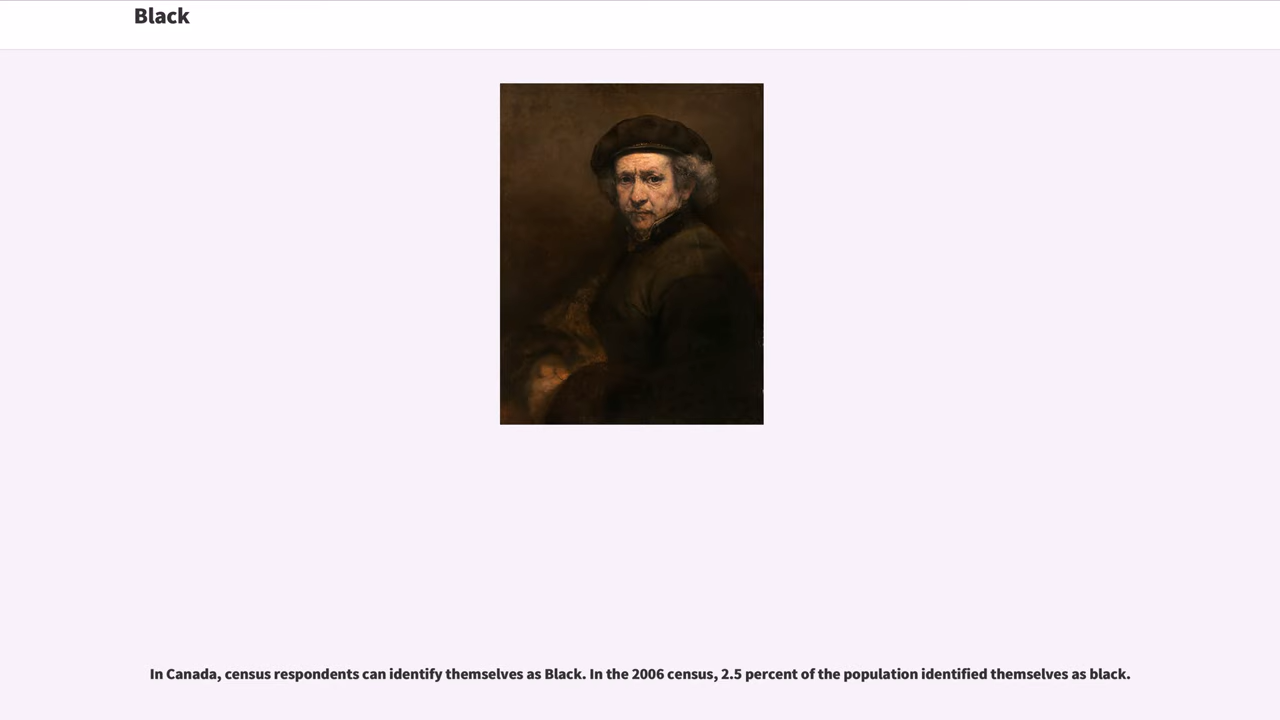 Black
In Canada, census respondents can identify themselves as Black. In the 2006 census, 2.5 percent of the population identified themselves as black.